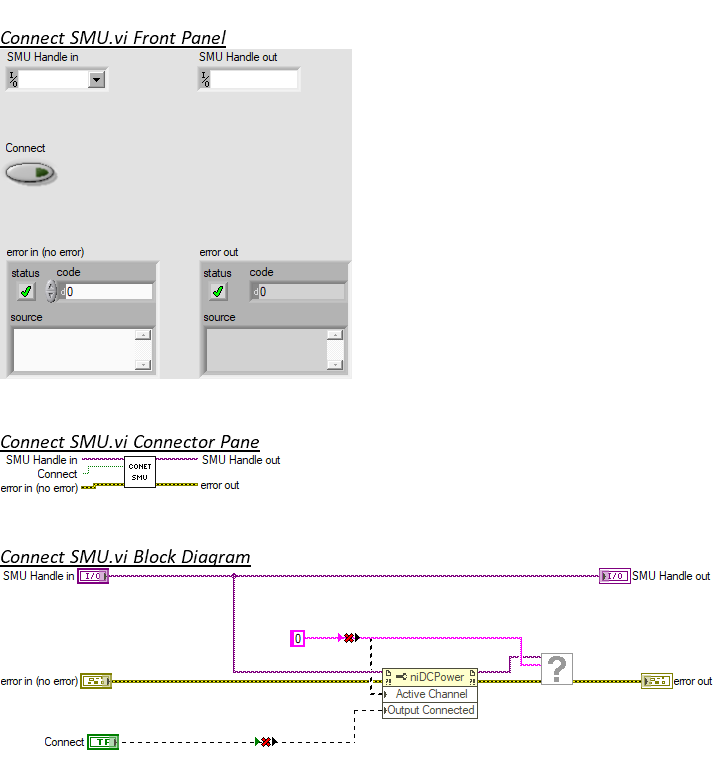 Connect SMU.vi Front Panel
SMU Handle in SMU Handle out
I/O I/O
Connect
error in (no error) error out
status code status code
d 0 d 0
source source
Connect SMU.vi Connector Pane
SMU Handle in CONET SMU SMU Handle out
Connect
error in (no error) error out
Connect SMU.vi Block Diagram
SMU Handle in I/O I/O SMU Handle out
0
?
error in (no error) niDCPower error out
Active Channel
Output Connected
Connect TF